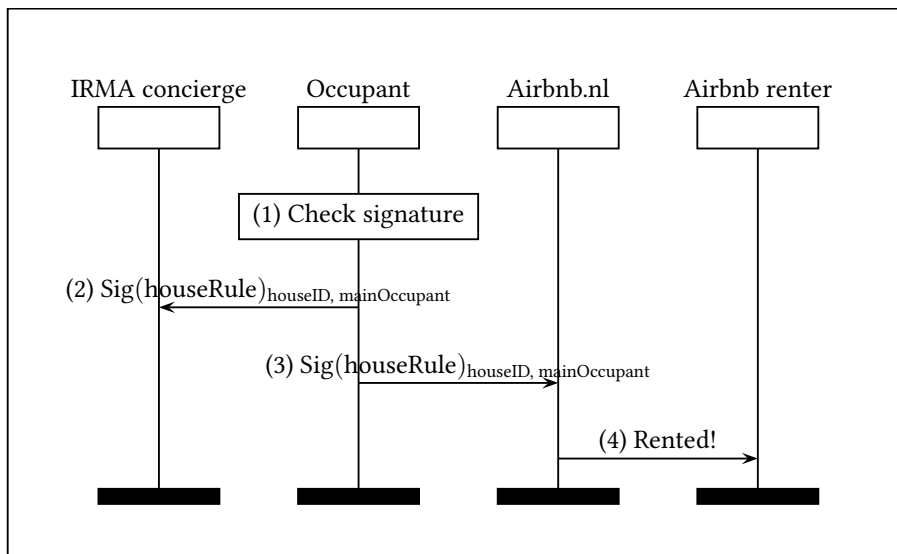 IRMA concierge
Occupant
Airbnb.nl
Airbnb renter
(1) Check signature
(2) Sig(houseRule)houseID, mainOccupant
(3) Sig(houseRule)houseID, mainOccupant
(4) Rented!